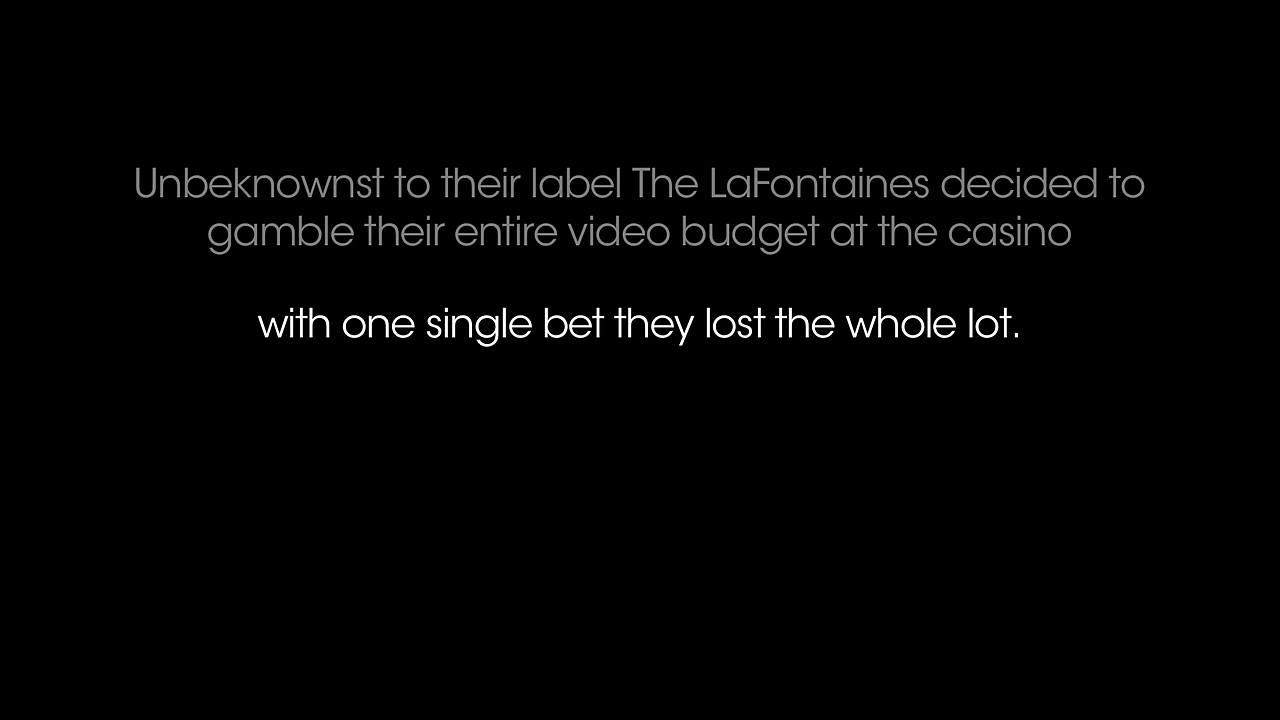 Unbeknownst to their label The LaFontaines decided to
gamble their entire video budget at the casino
with one single bet they lost the whole lot.